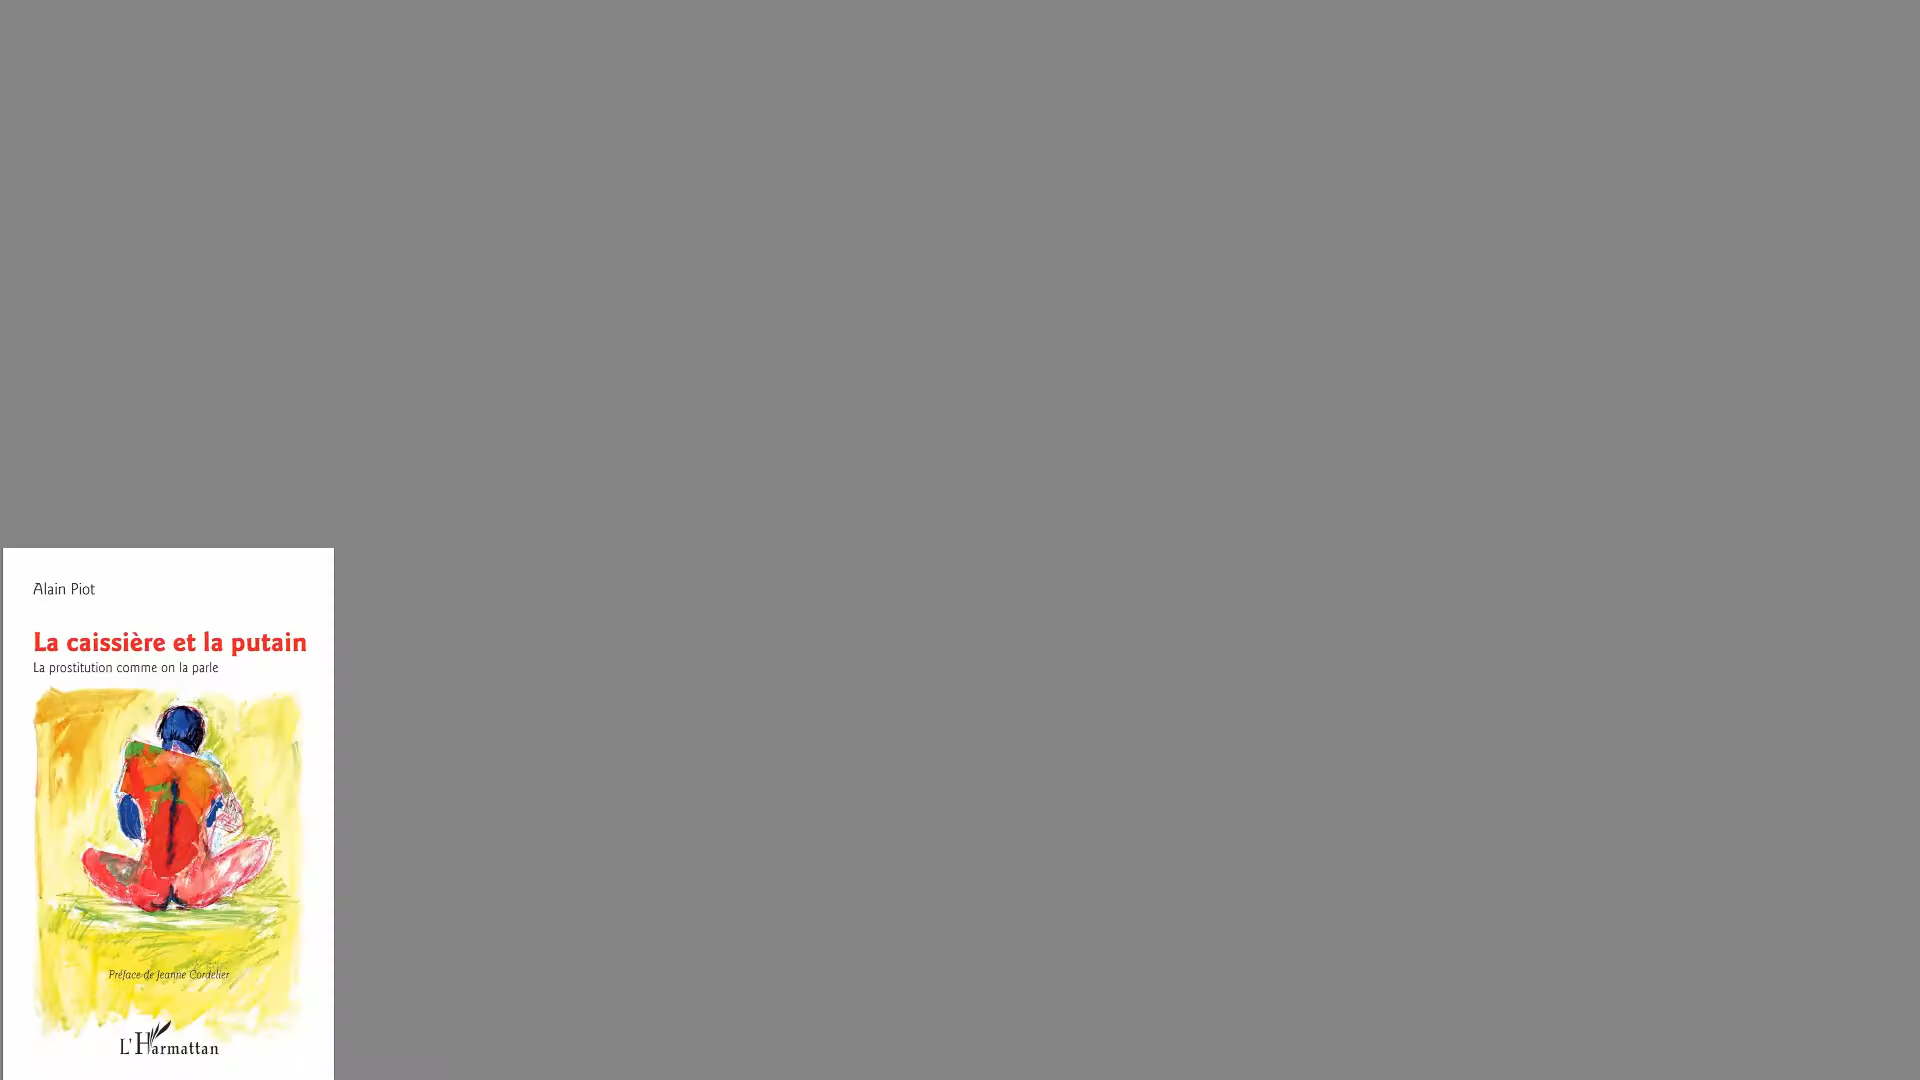 Alain Piot
La caissière et la putain
La prostitution comme on la parle
Préface de Jeanne Cordelier
L'Harmattan